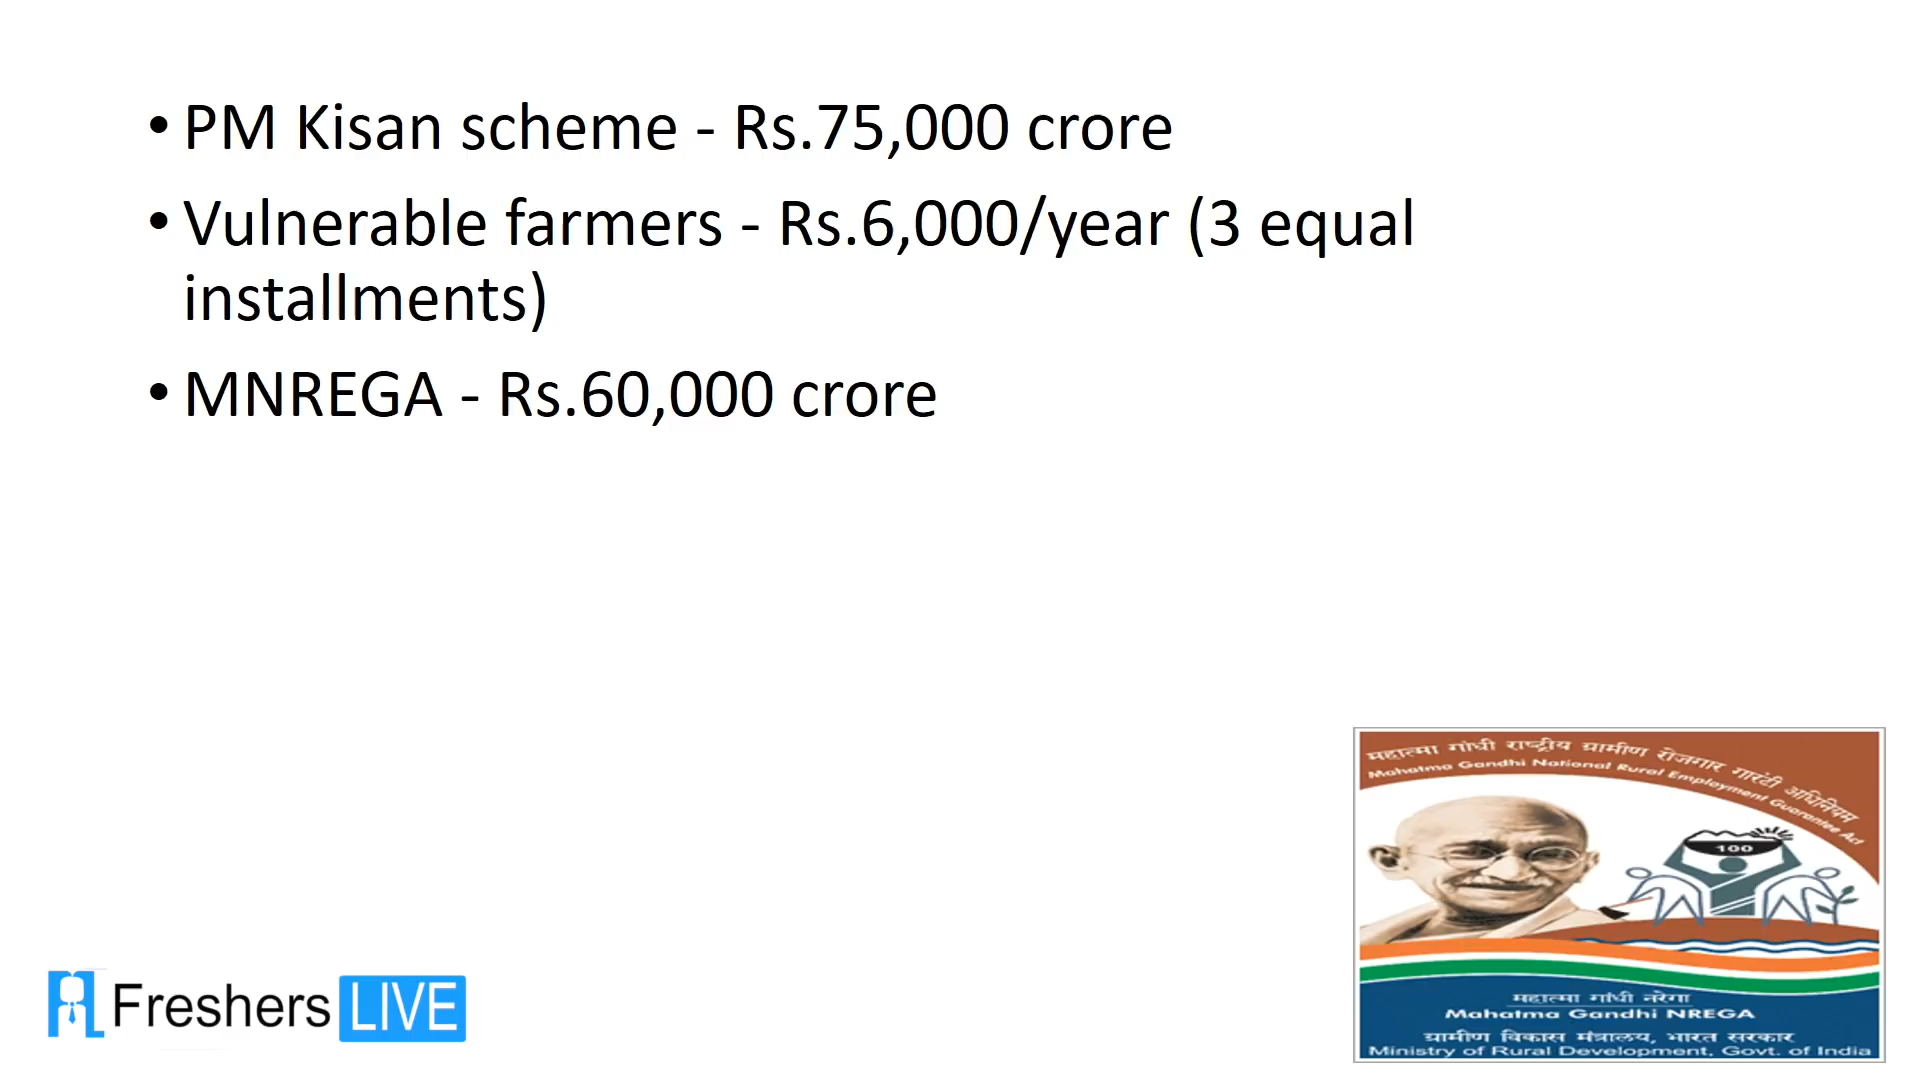 • PM Kisan scheme - Rs.75,000 crore
• Vulnerable farmers - Rs.6,000/year (3 equal
installments)
• MNREGA - Rs.60,000 crore
महात्मा गांधी राष्ट्रीय ग्रामीण रोजगार गारंटी अधिनियम
Mahatma Gandhi National Rural Employment Guarantee Act
100
महात्मा गांधी नरेगा
Mahatma Gandhi NREGA
ग्रामीण विकास मंत्रालय, भारत सरकार
Ministry of Rural Development, Govt. of India
Freshers LIVE